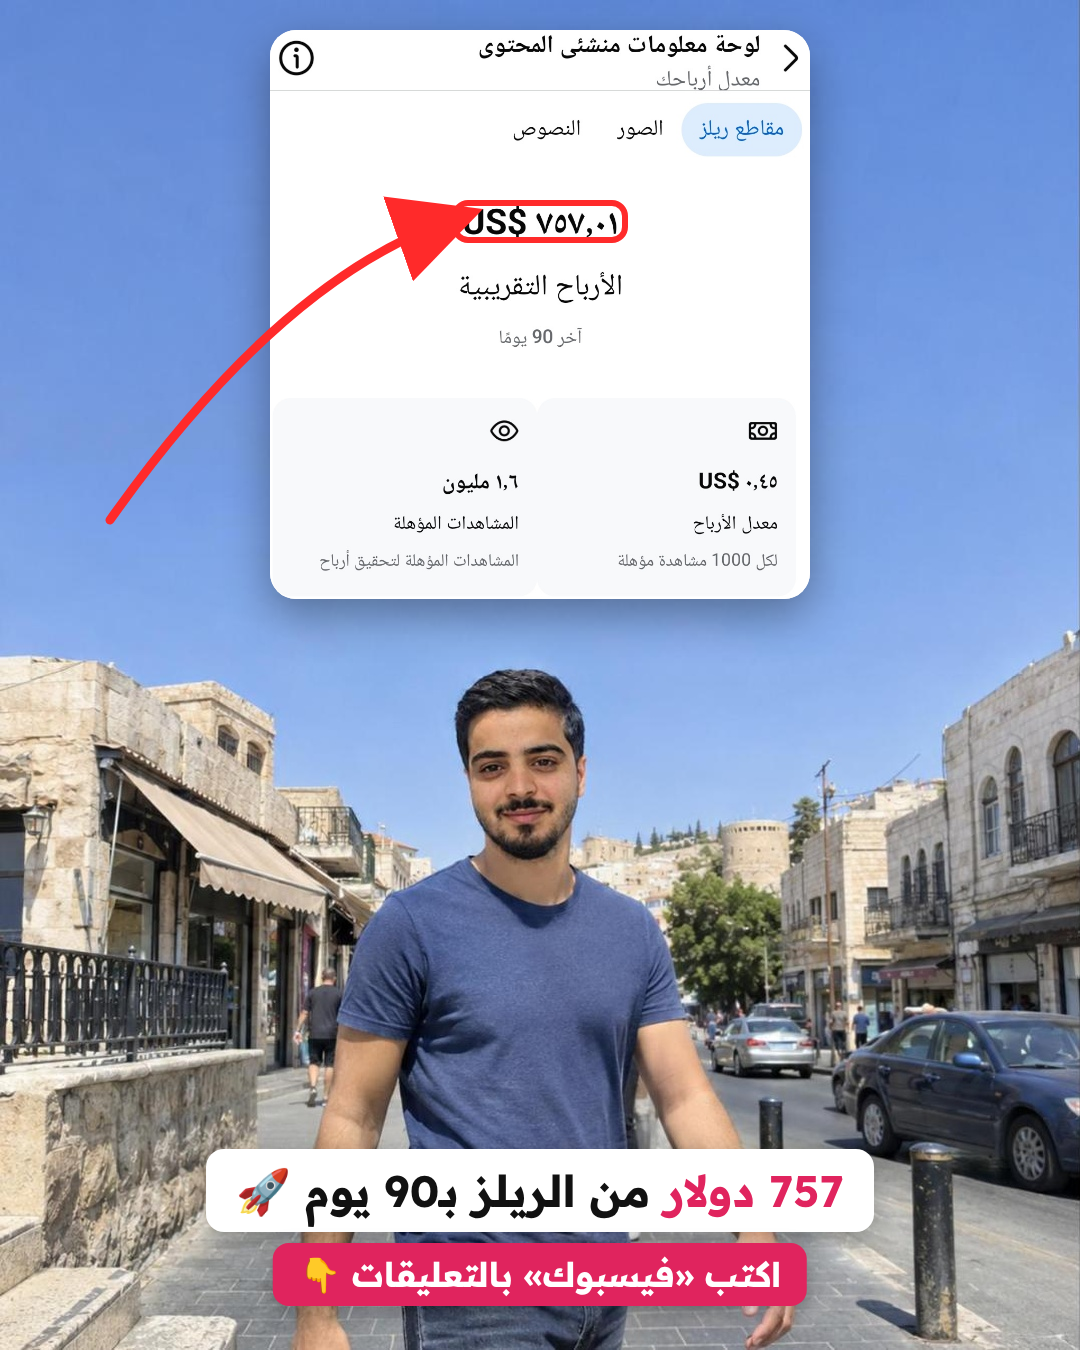 لوحة معلومات منشئى المحتوى
معدل أرباحك
مقاطع ريلز
الصور
النصوص
US$ ٧٥٧,٠١
الأرباح التقريبية
آخر 90 يومًا
US$ ٠,٤٥
معدل الأرباح
لكل 1000 مشاهدة مؤهلة
١,٦ مليون
المشاهدات المؤهلة
المشاهدات المؤهلة لتحقيق أرباح
757 دولار من الريلز بـ90 يوم 🚀
اكتب «فيسبوك» بالتعليقات 👇